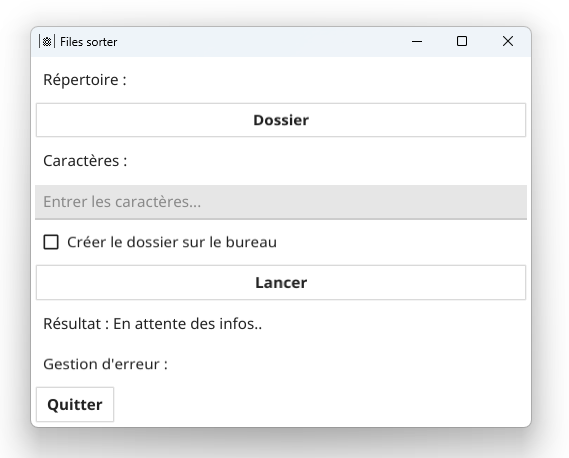 Files sorter
Répertoire :
Dossier
Caractères :
Entrer les caractères...
Créer le dossier sur le bureau
Lancer
Résultat : En attente des infos..
Gestion d'erreur :
Quitter